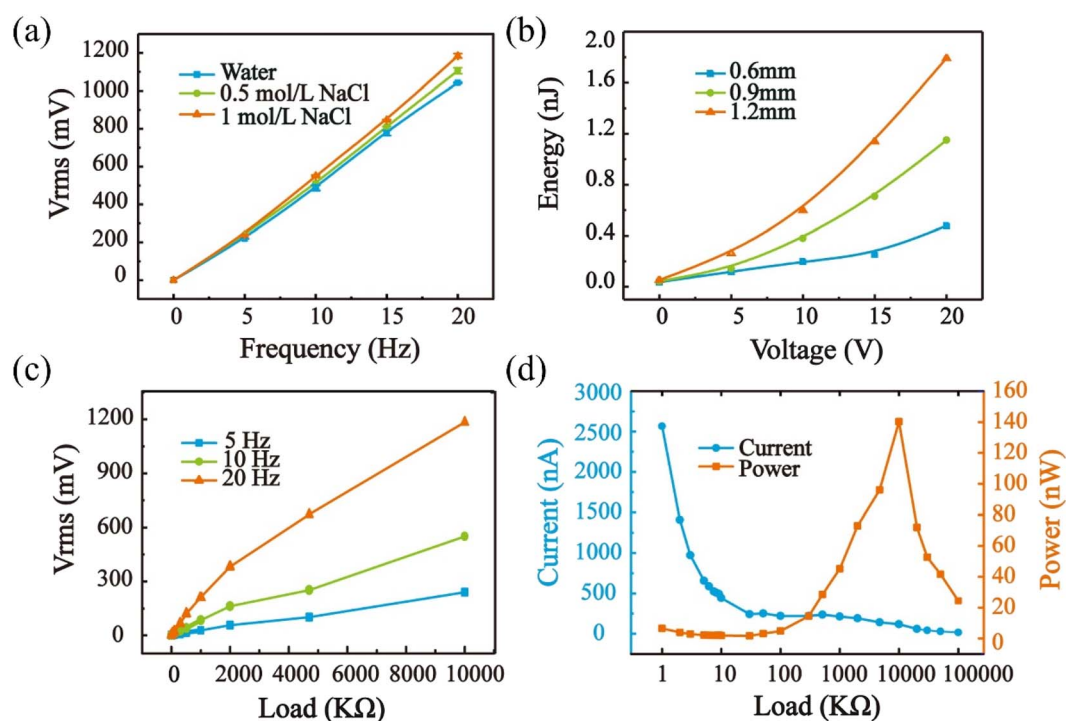 (a)
1200
1000
800
600
400
200
0
Vrms (mV)
Water
0.5 mol/L NaCl
1 mol/L NaCl
0 5 10 15 20
Frequency (Hz)
(b)
2.0
1.6
1.2
0.8
0.4
0.0
Energy (nJ)
0.6mm
0.9mm
1.2mm
0 5 10 15 20
Voltage (V)
(c)
1200
900
600
300
0
Vrms (mV)
5 Hz
10 Hz
20 Hz
0 2000 4000 6000 8000 10000
Load (KΩ)
(d)
3000
2500
2000
1500
1000
500
0
Current (nA)
Current
Power
160
140
120
100
80
60
40
20
0
Power (nW)
1 10 100 1000 10000 100000
Load (KΩ)